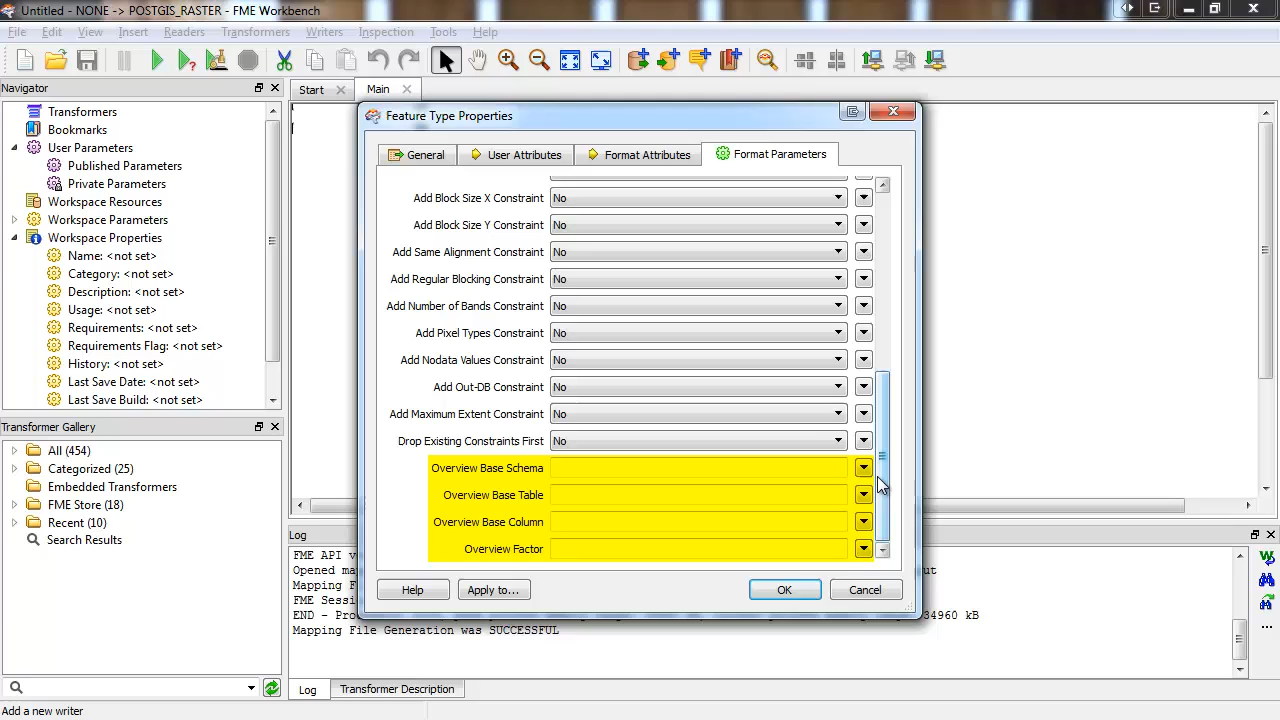 Untitled - NONE -> POSTGIS_RASTER - FME Workbench
File Edit View Insert Readers Transformers Writers Inspection Tools Help
Navigator
Transformers
Bookmarks
User Parameters
Published Parameters
Private Parameters
Workspace Resources
Workspace Parameters
Workspace Properties
Name: <not set>
Category: <not set>
Description: <not set>
Usage: <not set>
Requirements: <not set>
Requirements Flag: <not set>
History: <not set>
Last Save Date: <not set>
Last Save Build: <not set>
Transformer Gallery
All (454)
Categorized (25)
Embedded Transformers
FME Store (18)
Recent (10)
Search Results
Add a new writer
Start Main
Feature Type Properties
General User Attributes Format Attributes Format Parameters
Add Block Size X Constraint No
Add Block Size Y Constraint No
Add Same Alignment Constraint No
Add Regular Blocking Constraint No
Add Number of Bands Constraint No
Add Pixel Types Constraint No
Add Nodata Values Constraint No
Add Out-DB Constraint No
Add Maximum Extent Constraint No
Drop Existing Constraints First No
Overview Base Schema
Overview Base Table
Overview Base Column
Overview Factor
Help Apply to... OK Cancel
Log
FME API v
Opened ma
Mapping F
FME Sessi
END - Pro 34960 kB
Mapping File Generation was SUCCESSFUL
Log Transformer Description